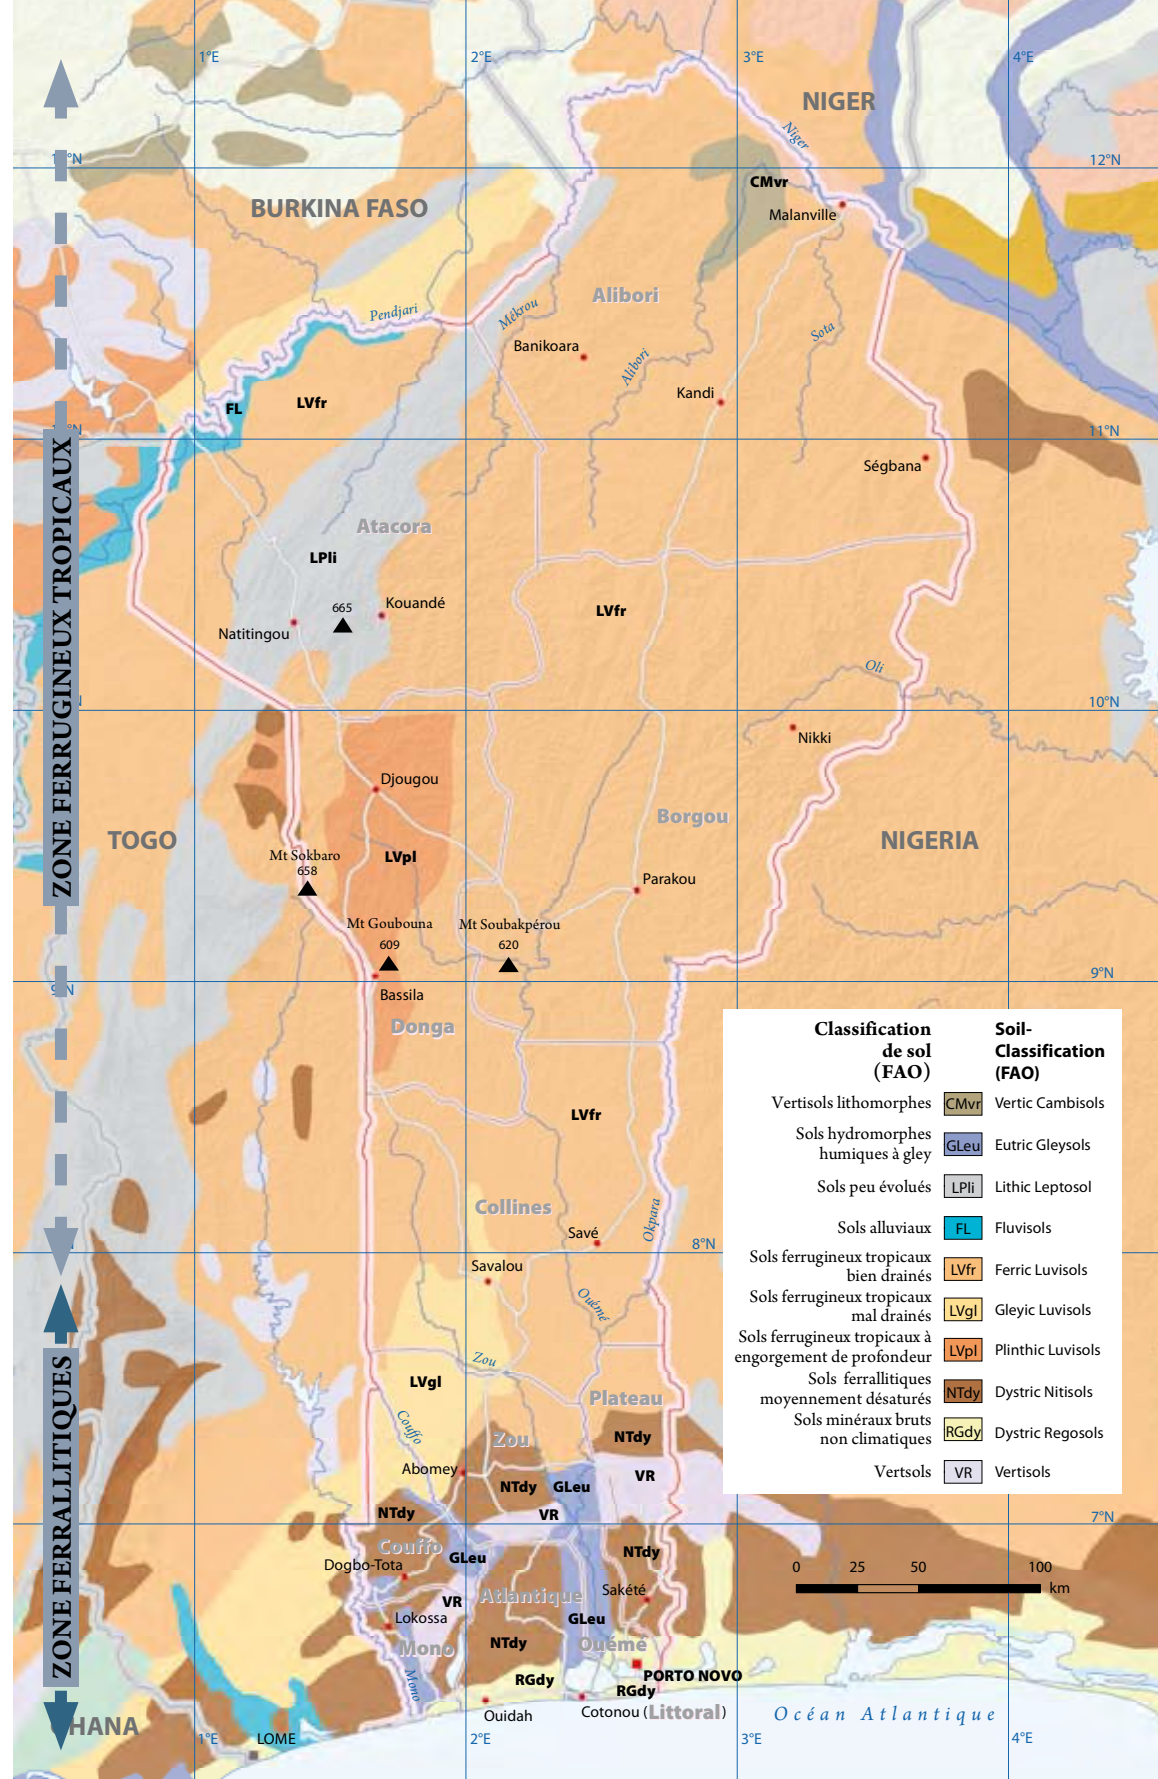 1°E
2°E
3°E
4°E
NIGER
Niger
12°N
°N
CMvr
BURKINA FASO
Malanville
Alibori
Pendjari
Mékrou
Sota
Banikoara
Alibori
Kandi
FL
LVfr
11°N
°N
Ségbana
ZONE FERRUGINEUX TROPICAUX
Atacora
LPli
665
Kouandé
LVfr
Natitingou
Oli
10°N
Nikki
Djougou
Borgou
TOGO
NIGERIA
Mt Sokbaro
658
LVpl
Parakou
Mt Goubouna
609
Mt Soubakpérou
620
9°N
9°N
Bassila
Donga
Classification
de sol
(FAO)
Soil-
Classification
(FAO)
Vertisols lithomorphes CMvr Vertic Cambisols
Sols hydromorphes
humiques à gley GLeu Eutric Gleysols
Sols peu évolués LPli Lithic Leptosol
Sols alluviaux FL Fluvisols
Sols ferrugineux tropicaux
bien drainés LVfr Ferric Luvisols
Sols ferrugineux tropicaux
mal drainés LVgl Gleyic Luvisols
Sols ferrugineux tropicaux à
engorgement de profondeur LVpl Plinthic Luvisols
Sols ferrallitiques
moyennement désaturés NTdy Dystric Nitisols
Sols minéraux bruts
non climatiques RGdy Dystric Regosols
Vertsols VR Vertisols
LVfr
Collines
Okpara
Savé
8°N
Savalou
Ouémé
Zou
LVgl
Plateau
Couffo
Zou
NTdy
Abomey
NTdy
GLeu
VR
NTdy
VR
7°N
ZONE FERRALLITIQUES
Couffo
GLeu
NTdy
Dogbo-Tota
0 25 50 100
km
Atlantique
Sakété
VR
Lokossa
GLeu
Mono
NTdy
Ouémé
PORTO NOVO
RGdy
RGdy
Mono
Ouidah
Cotonou (Littoral)
Océan Atlantique
HANA
LOME
1°E
2°E
3°E
4°E